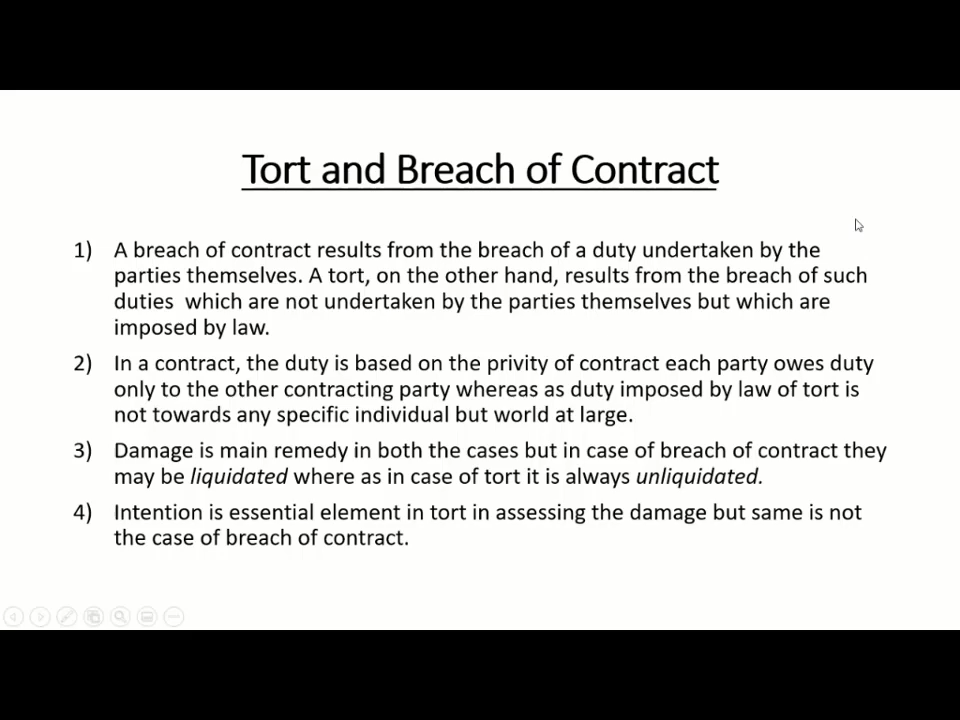 Tort and Breach of Contract
1) A breach of contract results from the breach of a duty undertaken by the
parties themselves. A tort, on the other hand, results from the breach of such
duties which are not undertaken by the parties themselves but which are
imposed by law.
2) In a contract, the duty is based on the privity of contract each party owes duty
only to the other contracting party whereas as duty imposed by law of tort is
not towards any specific individual but world at large.
3) Damage is main remedy in both the cases but in case of breach of contract they
may be liquidated where as in case of tort it is always unliquidated.
4) Intention is essential element in tort in assessing the damage but same is not
the case of breach of contract.